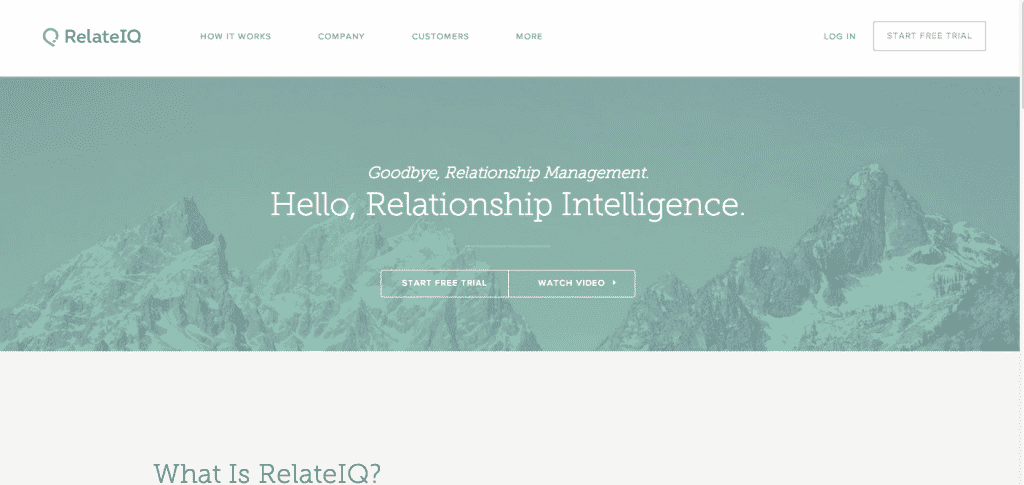 RelateIQ
HOW IT WORKS
COMPANY
CUSTOMERS
MORE
LOG IN
START FREE TRIAL
Goodbye, Relationship Management.
Hello, Relationship Intelligence.
START FREE TRIAL
WATCH VIDEO
What Is RelateIQ?